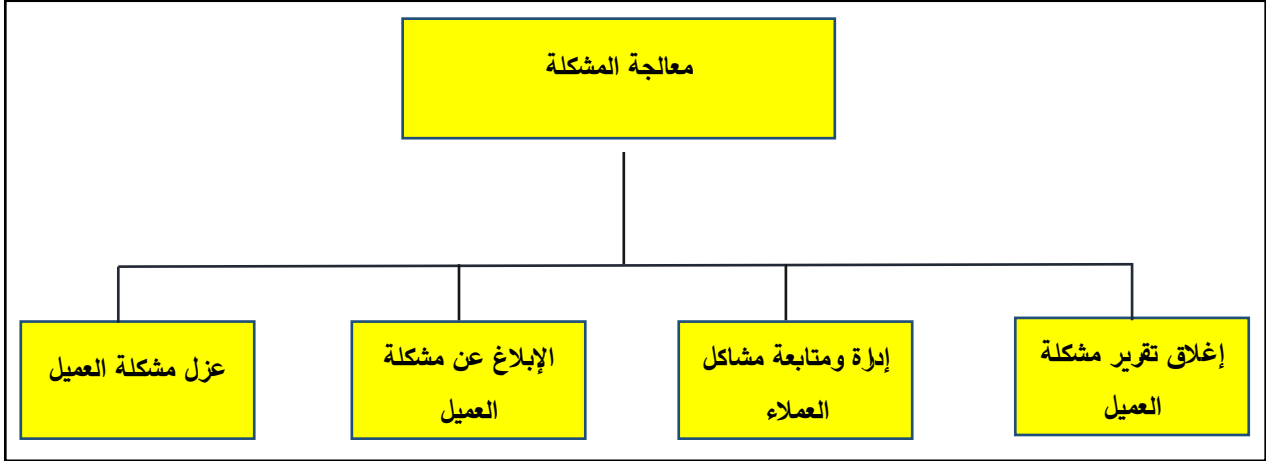 معالجة المشكلة
إغلاق تقرير مشكلة
العميل
إدارة ومتابعة مشاكل
العملاء
الإبلاغ عن مشكلة
العميل
عزل مشكلة العميل